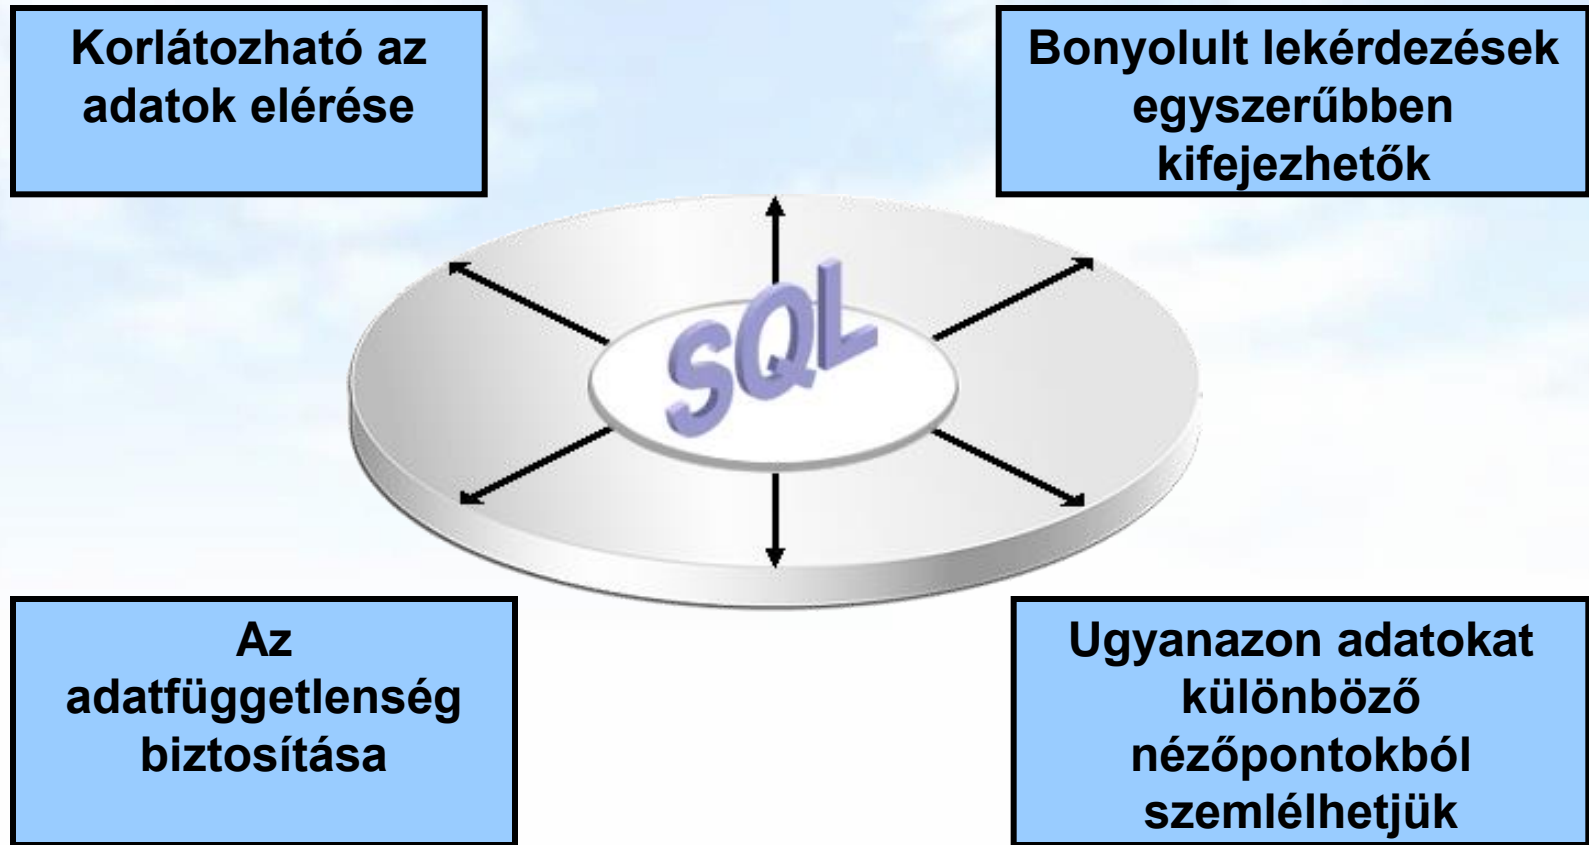 Korlátozható az
adatok elérése
Bonyolult lekérdezések
egyszerűbben
kifejezhetők
SQL
Az
adatfüggetlenség
biztosítása
Ugyanazon adatokat
különböző
nézőpontokból
szemlélhetjük